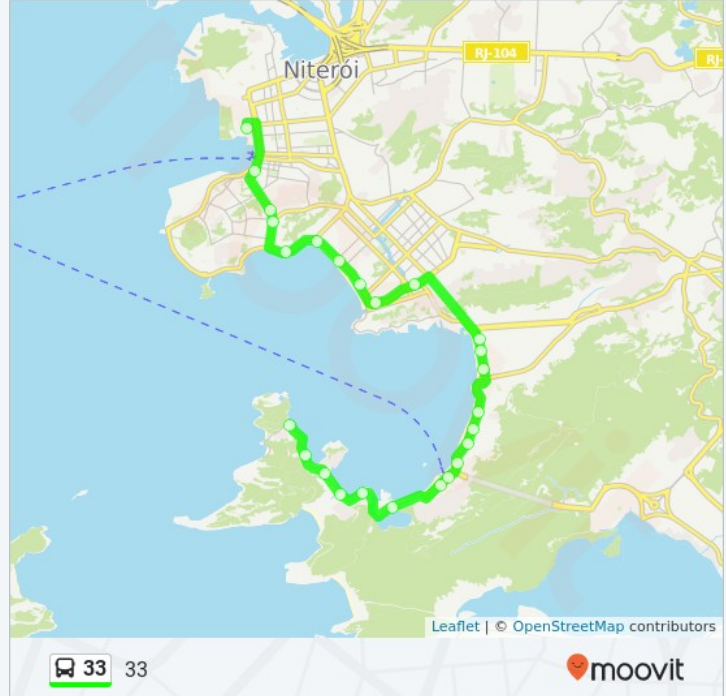 RJ-104
RJ-
Niterói
Leaflet | © OpenStreetMap contributors
33 33
moovit